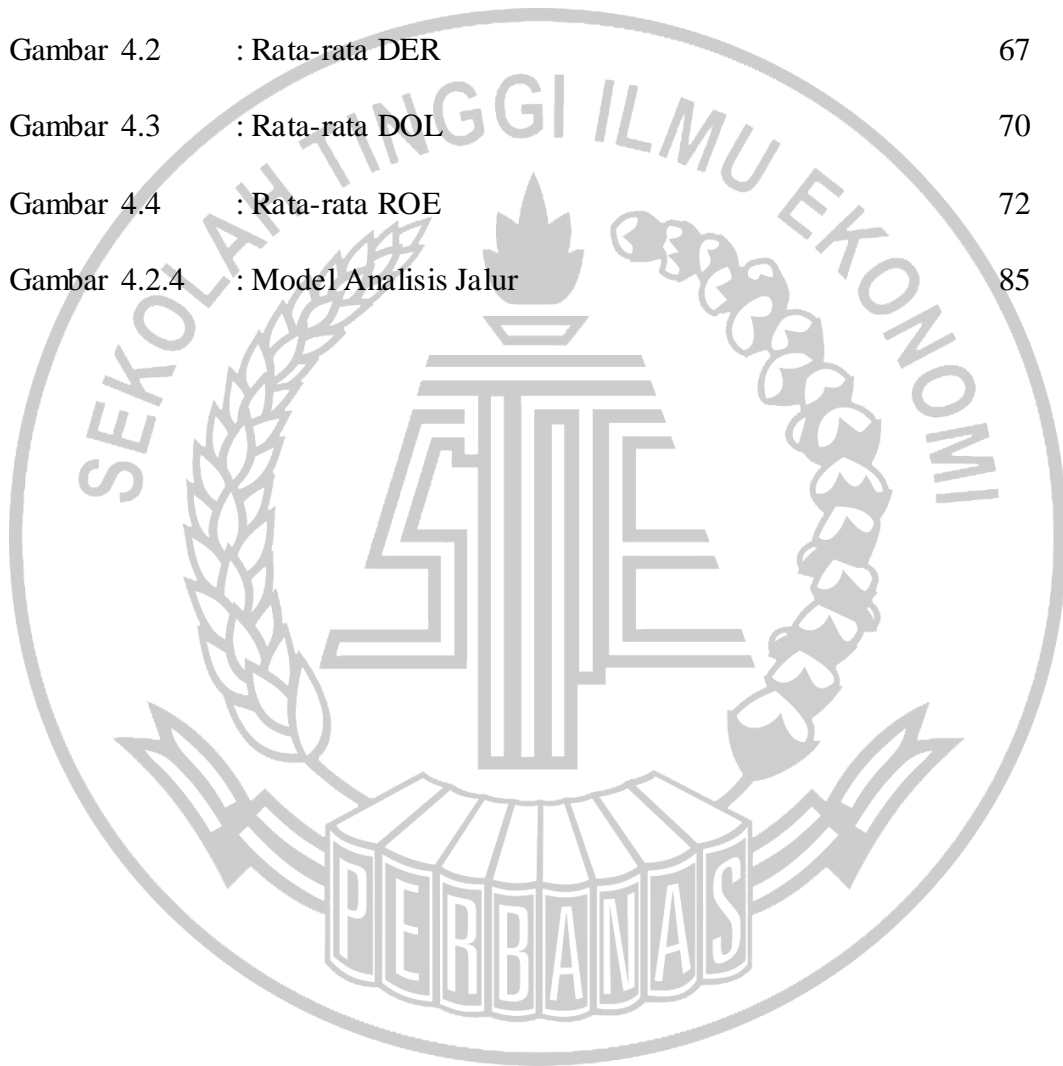 Gambar 4.2 : Rata-rata DER 67
Gambar 4.3 : Rata-rata DOL 70
Gambar 4.4 : Rata-rata ROE 72
Gambar 4.2.4 : Model Analisis Jalur 85
SEKOLAH TINGGI ILMU EKONOMI
STIE
PERBANAS